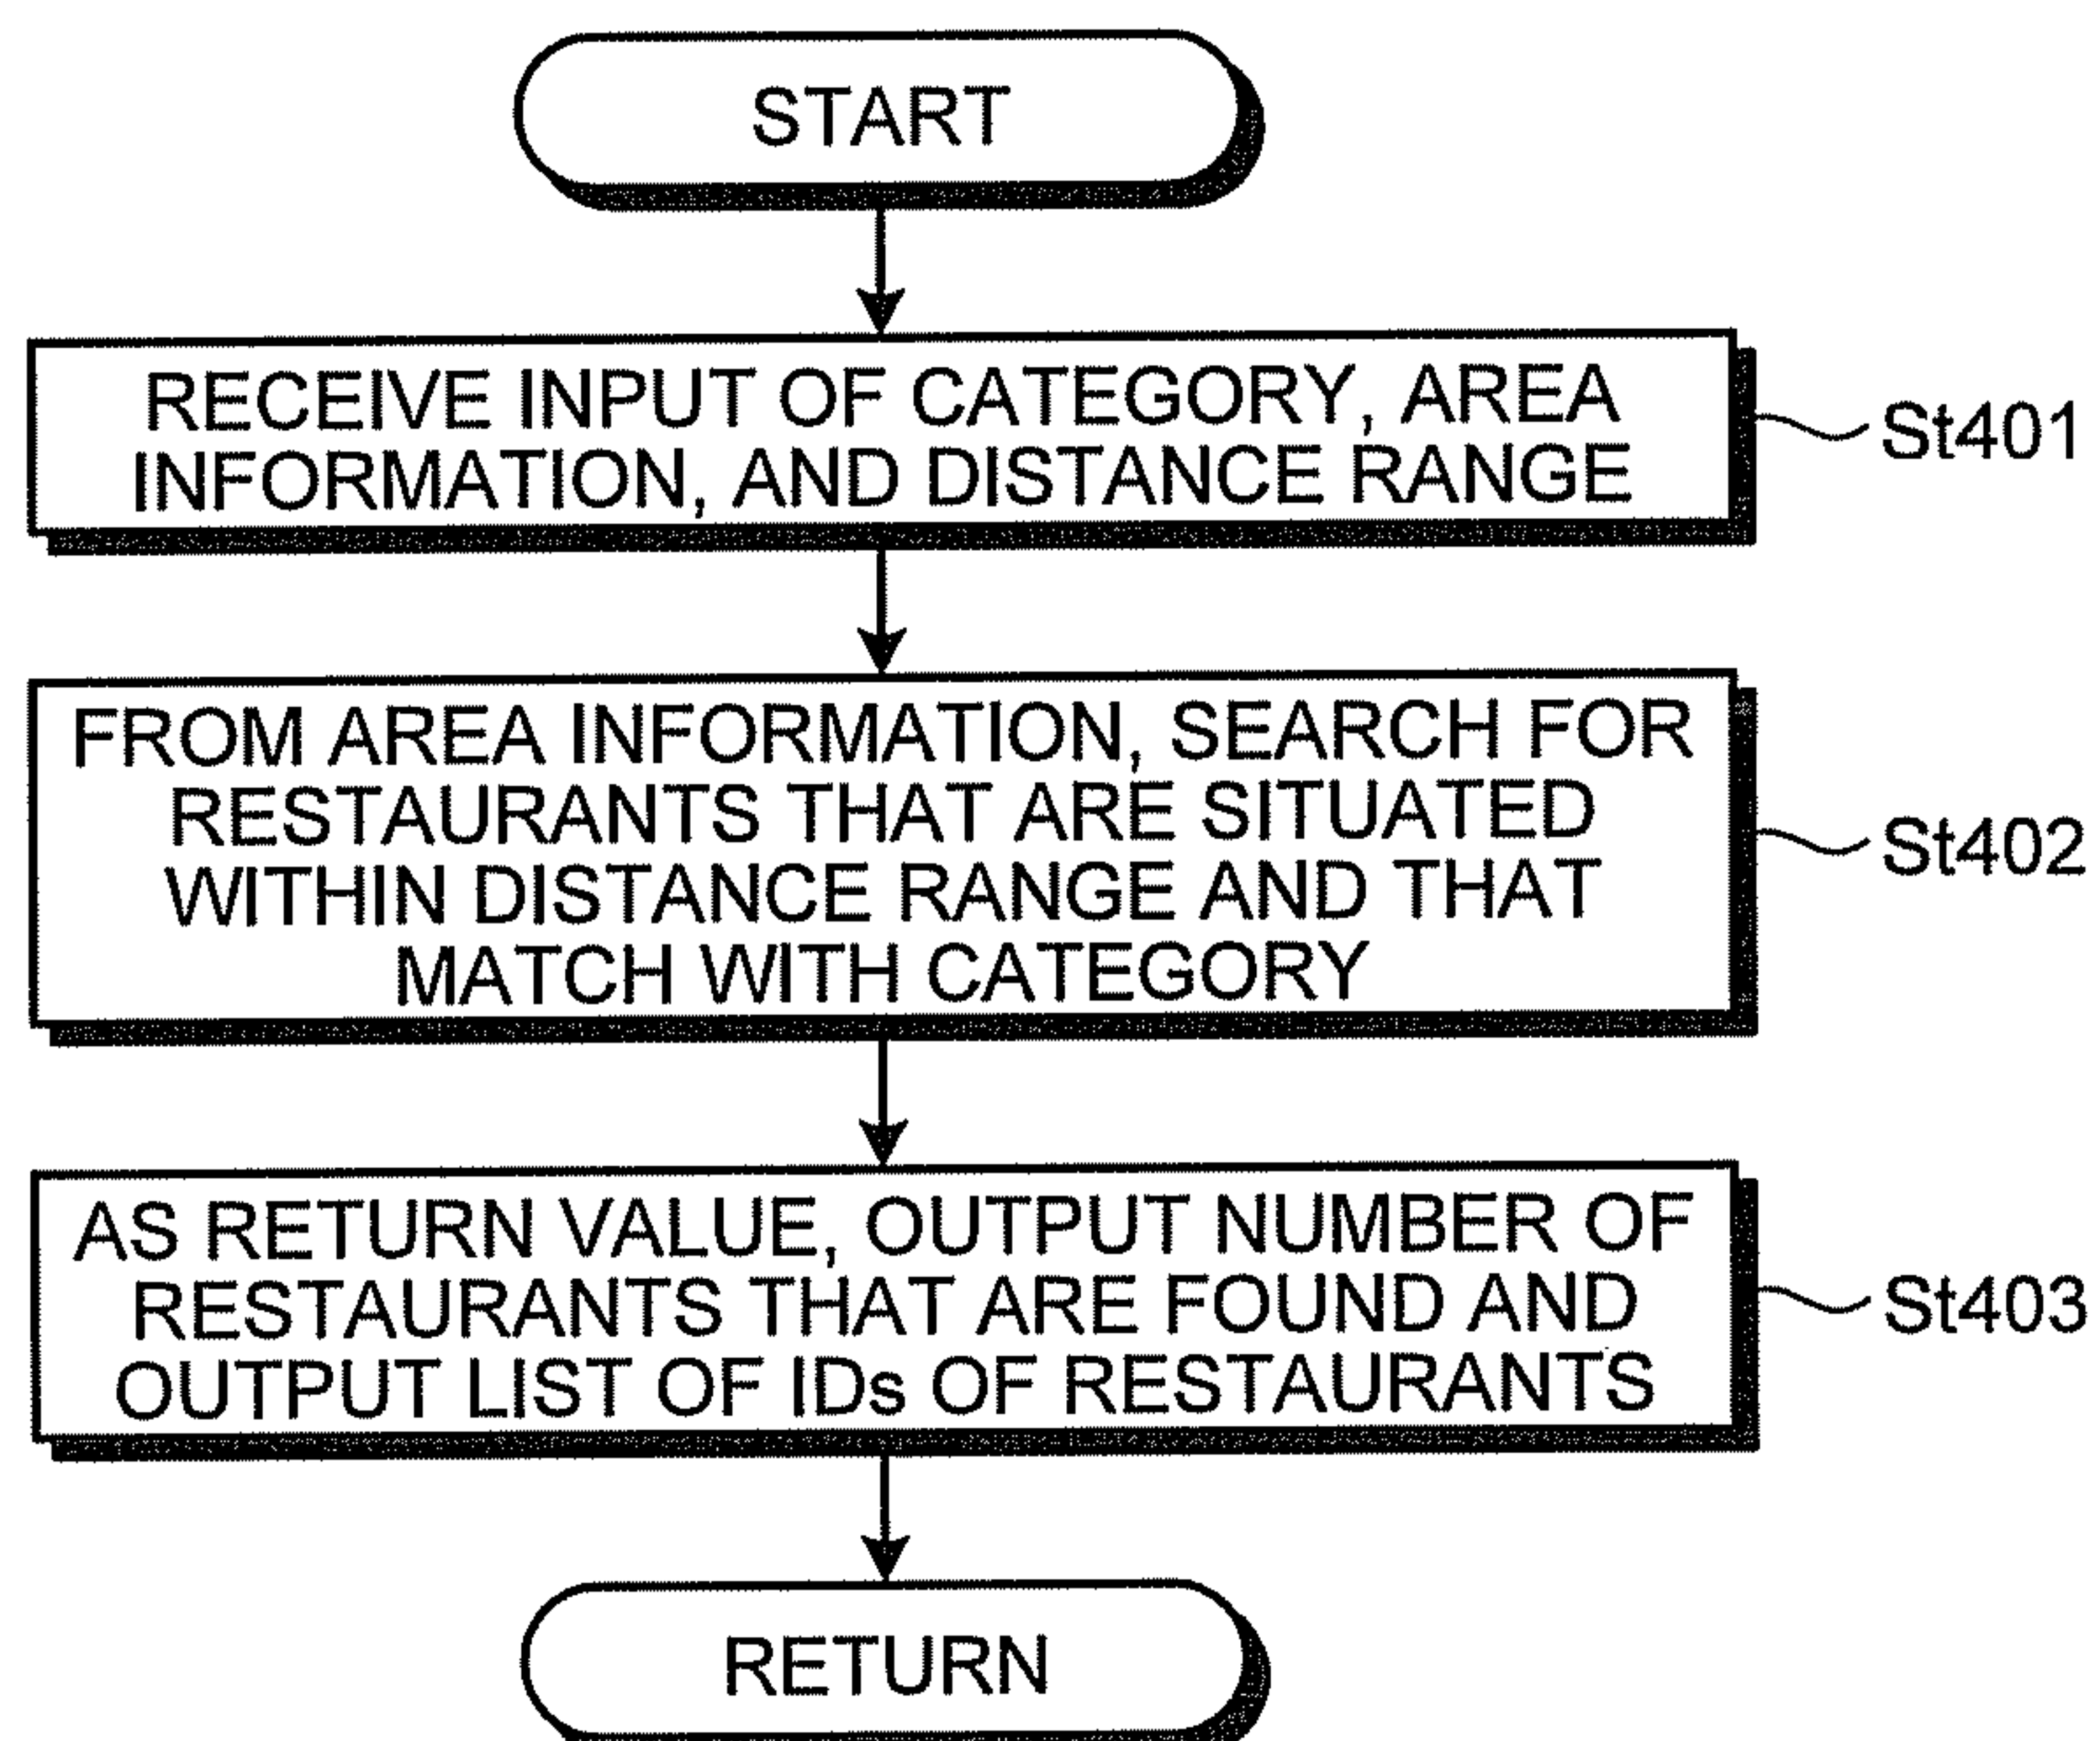 START
RECEIVE INPUT OF CATEGORY, AREA
INFORMATION, AND DISTANCE RANGE
St401
FROM AREA INFORMATION, SEARCH FOR
RESTAURANTS THAT ARE SITUATED
WITHIN DISTANCE RANGE AND THAT
MATCH WITH CATEGORY
St402
AS RETURN VALUE, OUTPUT NUMBER OF
RESTAURANTS THAT ARE FOUND AND
OUTPUT LIST OF IDs OF RESTAURANTS
St403
RETURN